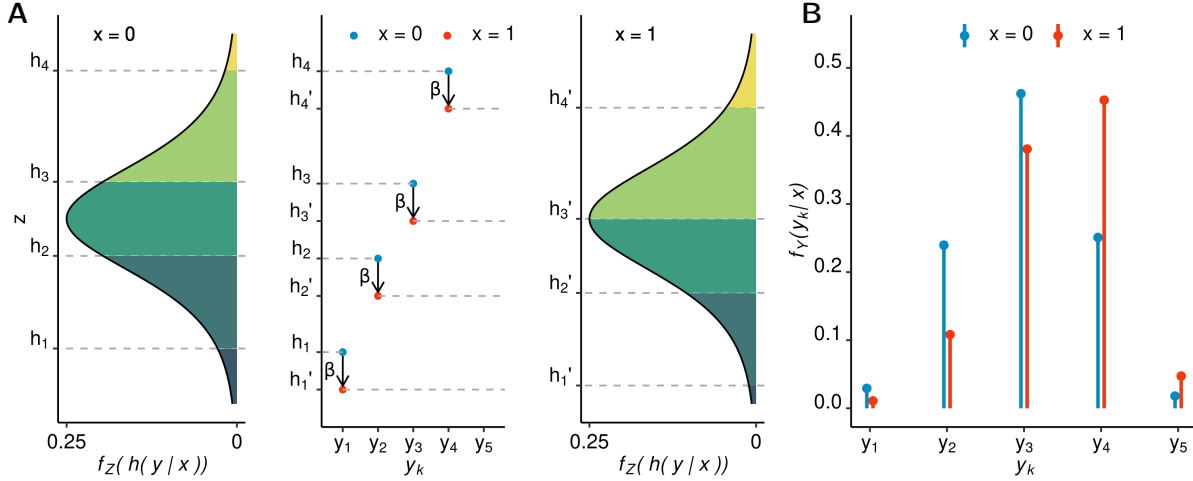 A
x = 0
h4
h3
z
h2
h1
0.25
0
fZ( h( y | x))
x = 0
x = 1
h4
h4'
β
h3
h3'
β
h2
h2'
β
h1
h1'
β
y1 y2 y3 y4 y5
yk
x = 1
h4'
h3'
h2'
h1'
0.25
0
fZ( h( y | x))
B
x = 0
x = 1
0.5
0.4
0.3
0.2
0.1
0.0
fY(yk| x)
y1 y2 y3 y4 y5
yk